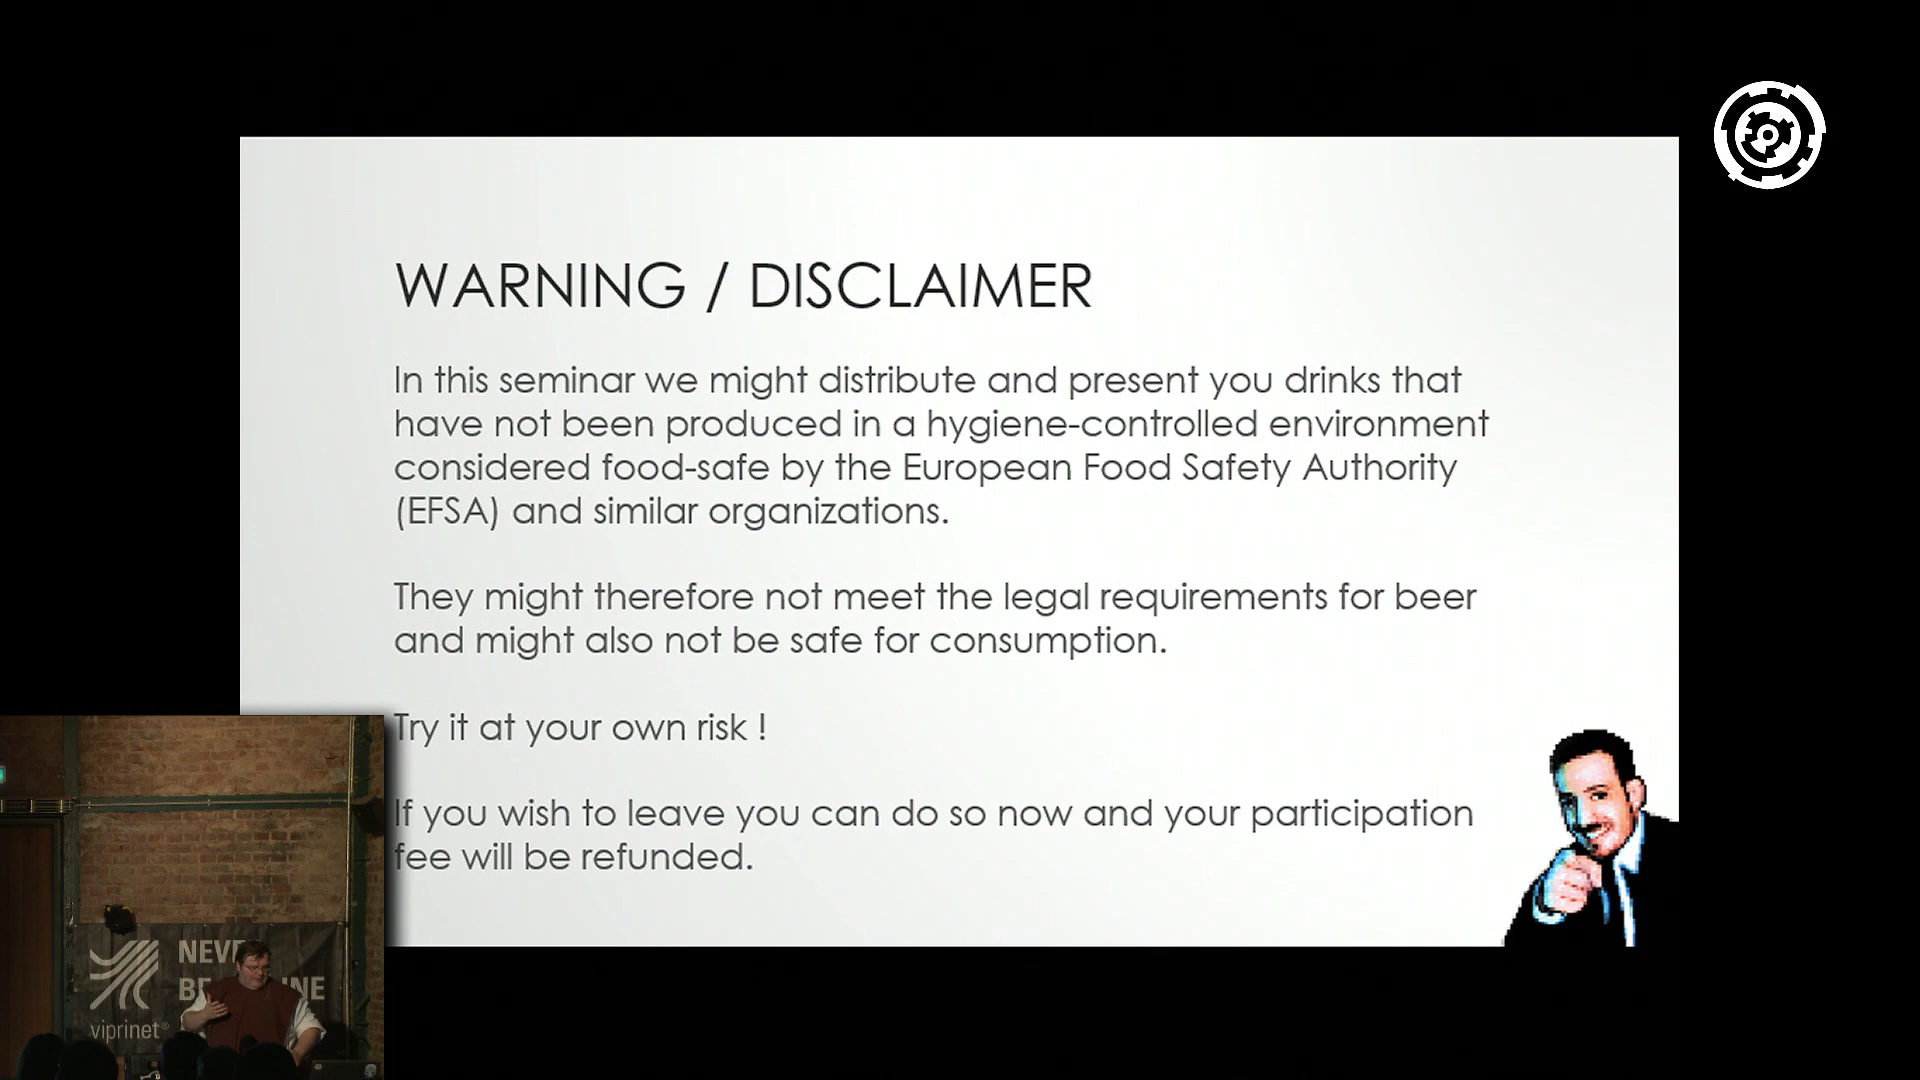 WARNING / DISCLAIMER
In this seminar we might distribute and present you drinks that
have not been produced in a hygiene-controlled environment
considered food-safe by the European Food Safety Authority
(EFSA) and similar organizations.
They might therefore not meet the legal requirements for beer
and might also not be safe for consumption.
Try it at your own risk !
If you wish to leave you can do so now and your participation
fee will be refunded.
viprinet®